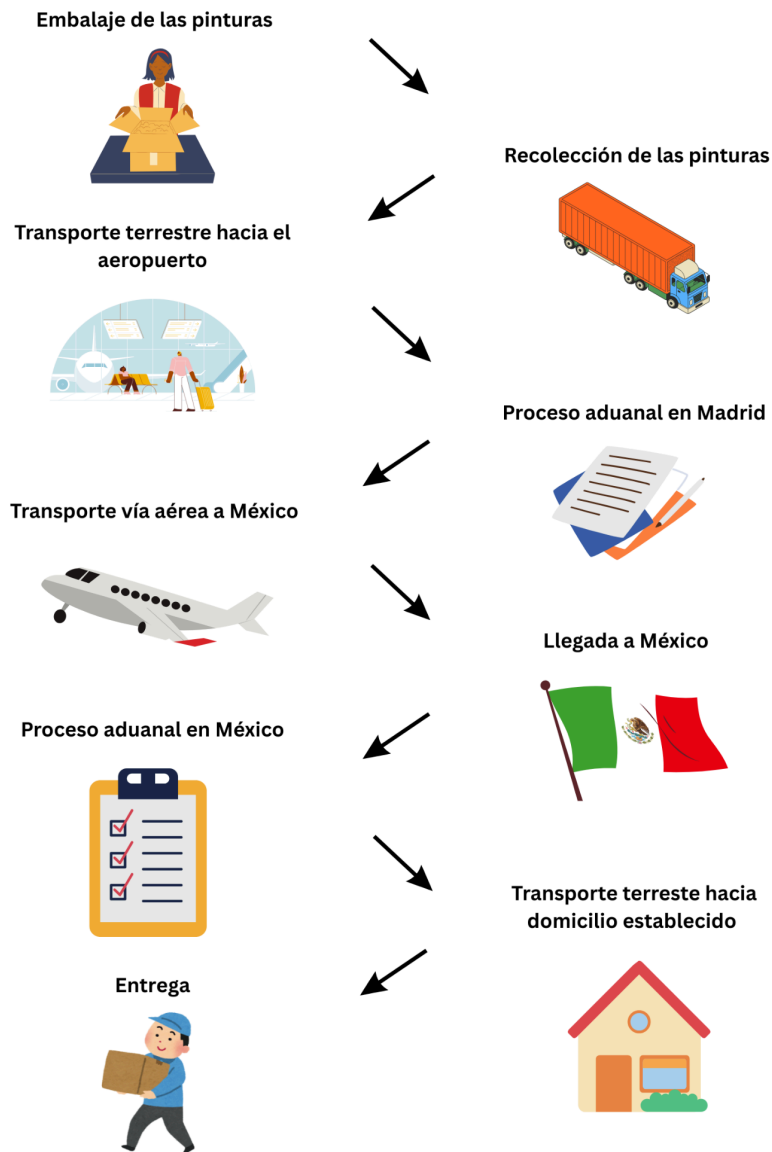 Embalaje de las pinturas
Recolección de las pinturas
Transporte terrestre hacia el
aeropuerto
Proceso aduanal en Madrid
Transporte vía aérea a México
Llegada a México
Proceso aduanal en México
Transporte terreste hacia
domicilio establecido
Entrega